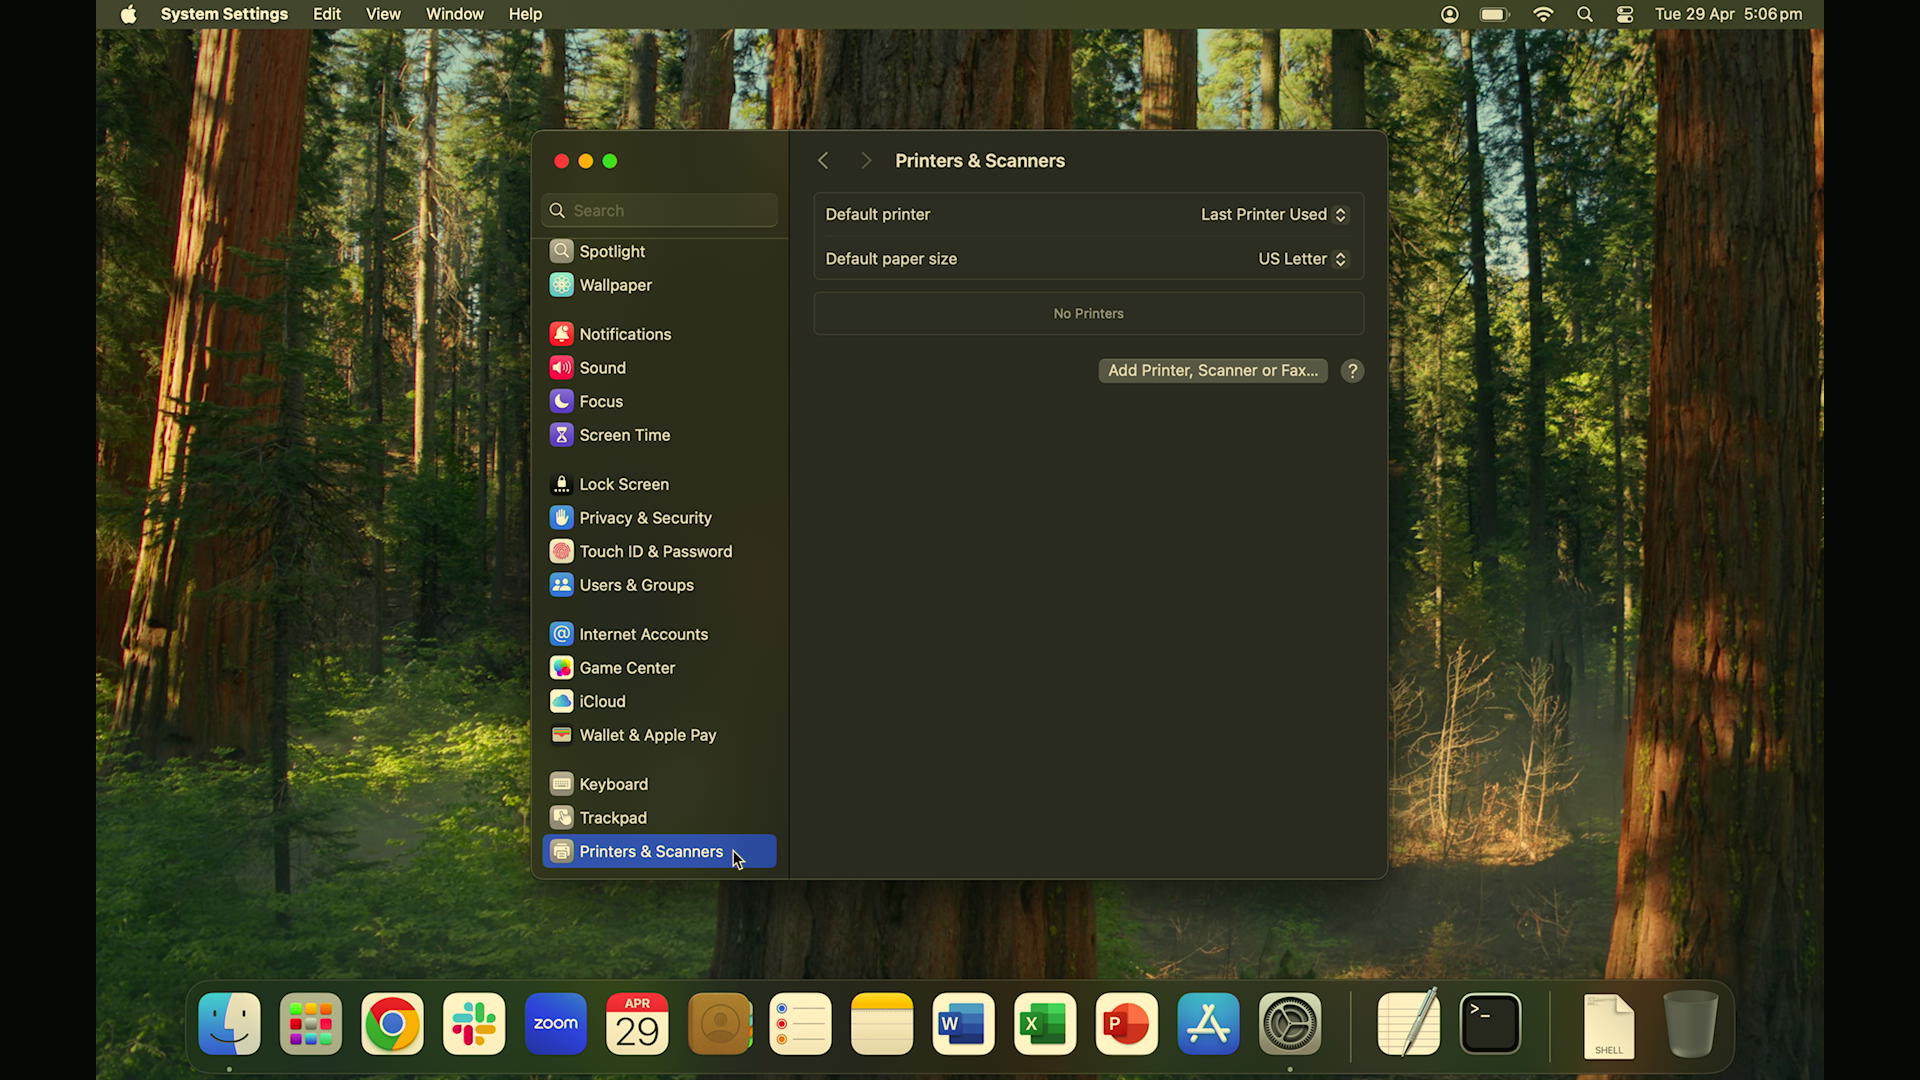 System Settings Edit View Window Help Tue 29 Apr 5:06 pm
Printers & Scanners
Search
Default printer Last Printer Used
Default paper size US Letter
No Printers
Add Printer, Scanner or Fax... ?
Spotlight
Wallpaper
Notifications
Sound
Focus
Screen Time
Lock Screen
Privacy & Security
Touch ID & Password
Users & Groups
Internet Accounts
Game Center
iCloud
Wallet & Apple Pay
Keyboard
Trackpad
Printers & Scanners
zoom
APR
29
W
X
P
>_
SHELL